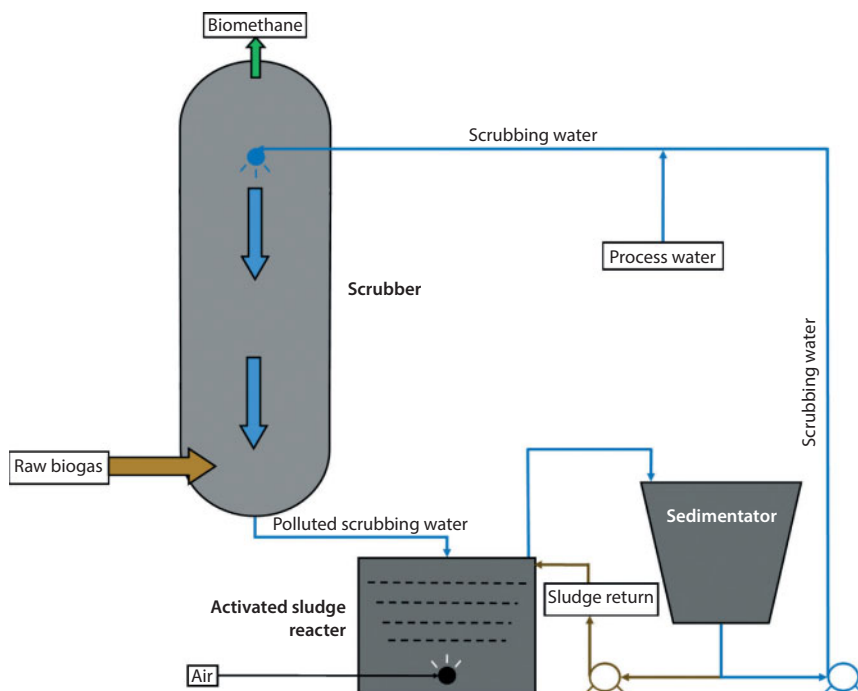 Biomethane
Scrubbing water
Process water
Scrubber
Scrubbing water
Raw biogas
Polluted scrubbing water
Sedimentator
Activated sludge
reacter
Sludge return
Air